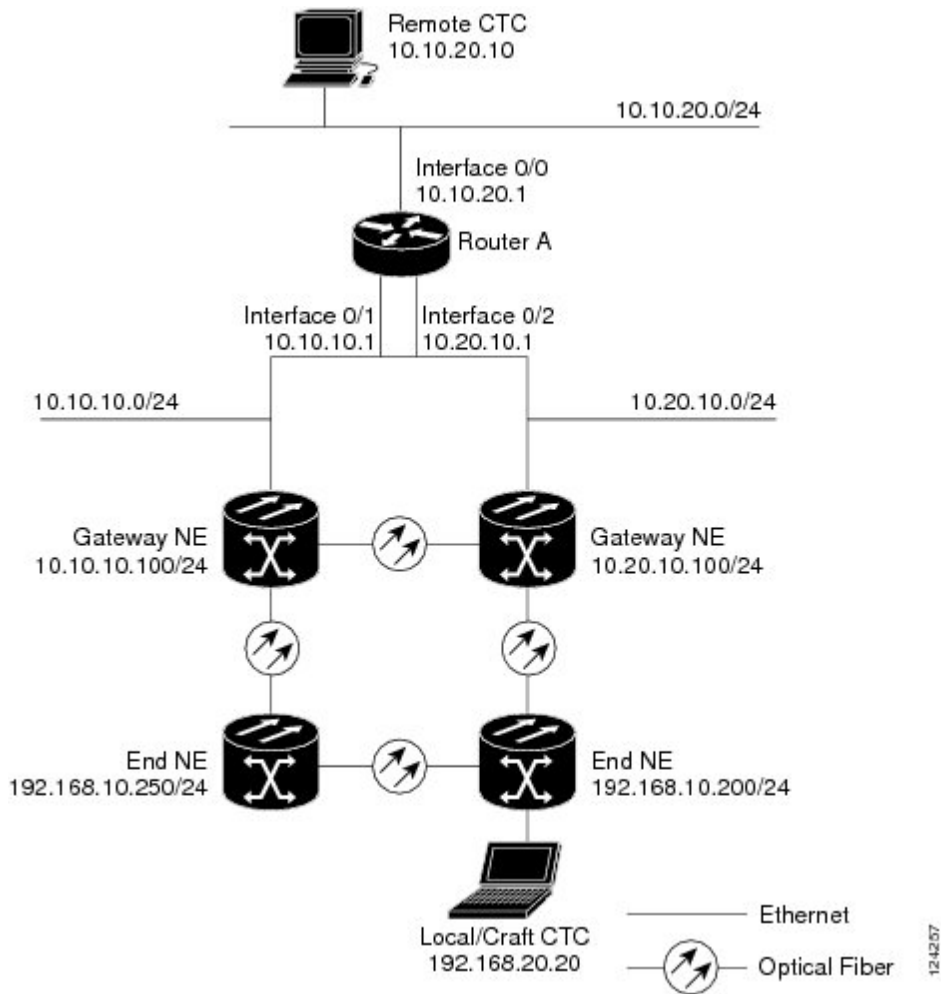 Remote CTC
10.10.20.10
10.10.20.0/24
Interface 0/0
10.10.20.1
Router A
Interface 0/1
10.10.10.1
Interface 0/2
10.20.10.1
10.10.10.0/24
10.20.10.0/24
Gateway NE
10.10.10.100/24
Gateway NE
10.20.10.100/24
End NE
192.168.10.250/24
End NE
192.168.10.200/24
Local/Craft CTC
192.168.20.20
Ethernet
Optical Fiber
124257